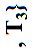 , T₃}